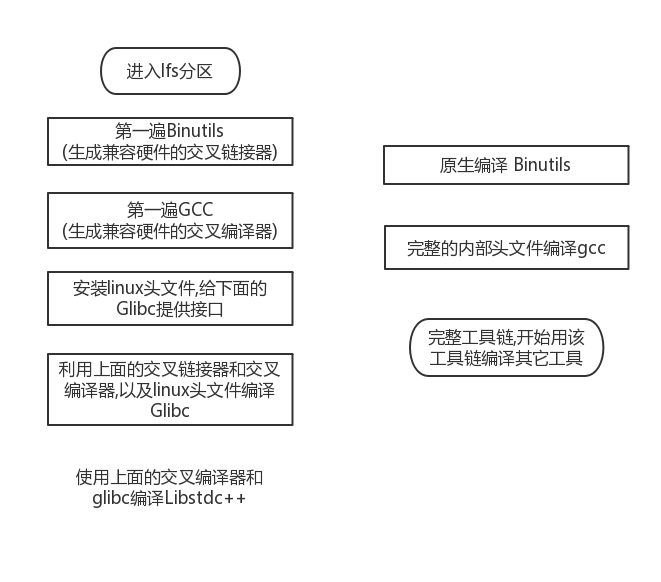 进入lfs分区
第一遍Binutils
(生成兼容硬件的交叉链接器)
第一遍GCC
(生成兼容硬件的交叉编译器)
安装linux头文件,给下面的
Glibc提供接口
利用上面的交叉链接器和交叉
编译器,以及linux头文件编译
Glibc
使用上面的交叉编译器和
glibc编译Libstdc++
原生编译 Binutils
完整的内部头文件编译gcc
完整工具链,开始用该
工具链编译其它工具